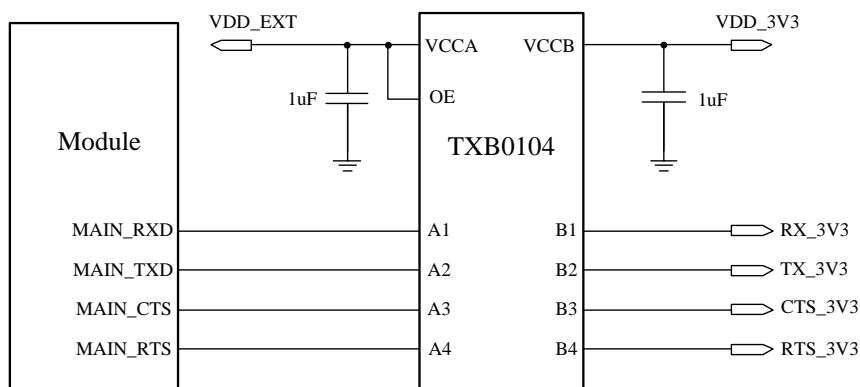 VDD_EXT VDD_3V3
VCCA VCCB
1uF OE 1uF
Module TXB0104
MAIN_RXD A1 B1 RX_3V3
MAIN_TXD A2 B2 TX_3V3
MAIN_CTS A3 B3 CTS_3V3
MAIN_RTS A4 B4 RTS_3V3